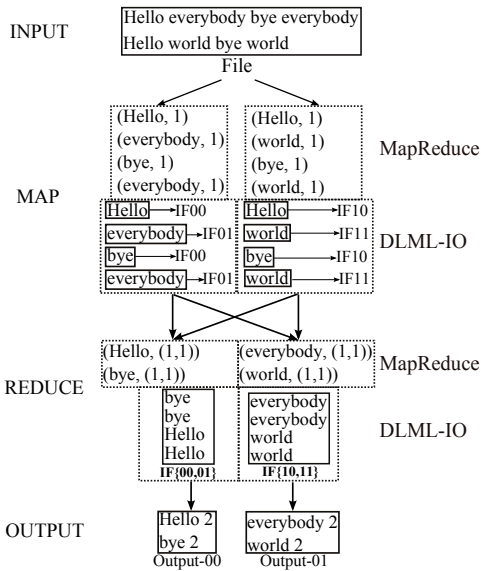 INPUT
Hello everybody bye everybody
Hello world bye world
File
MAP
(Hello, 1)
(everybody, 1)
(bye, 1)
(everybody, 1)
(Hello, 1)
(world, 1)
(bye, 1)
(world, 1)
MapReduce
Hello IF00
everybody IF01
bye IF00
everybody IF01
Hello IF10
world IF11
bye IF10
world IF11
DLML-IO
REDUCE
(Hello, (1,1))
(bye, (1,1))
(everybody, (1,1))
(world, (1,1))
MapReduce
bye
bye
Hello
Hello
IF{00,01}
everybody
everybody
world
world
IF{10,11}
DLML-IO
OUTPUT
Hello 2
bye 2
Output-00
everybody 2
world 2
Output-01